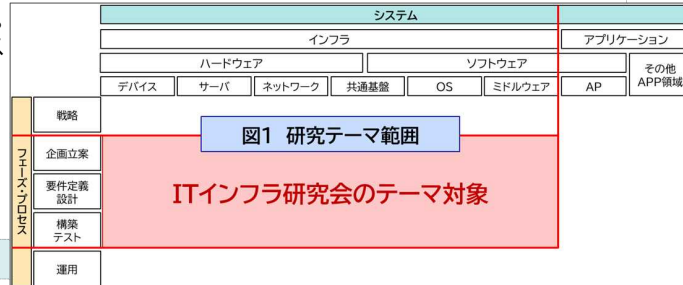 システム
インフラ
アプリケーション
ハードウェア
ソフトウェア
その他
APP領域
デバイス
サーバ
ネットワーク
共通基盤
OS
ミドルウェア
AP
戦略
図1 研究テーマ範囲
フェーズ・プロセス
企画立案
ITインフラ研究会のテーマ対象
要件定義
設計
構築
テスト
運用